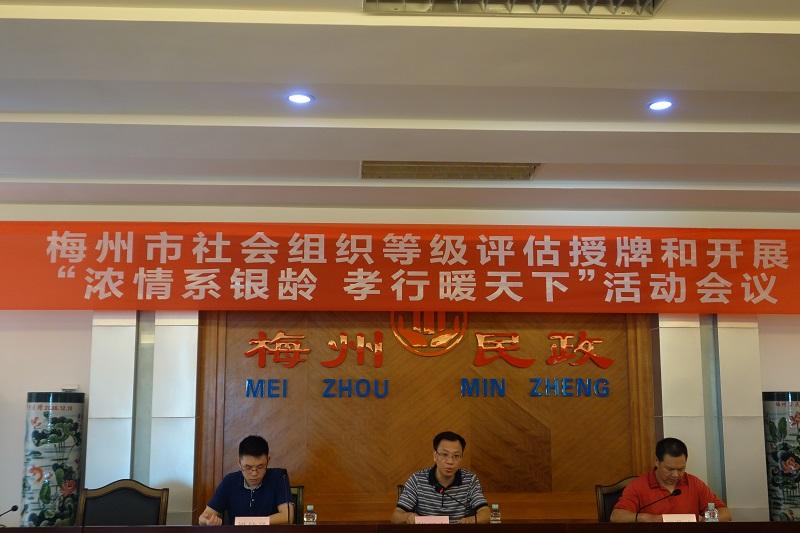 梅州市社会组织等级评估授牌和开展
“浓情系银龄 孝行暖天下”活动会议
梅州 民政
MEI ZHOU MIN ZHENG